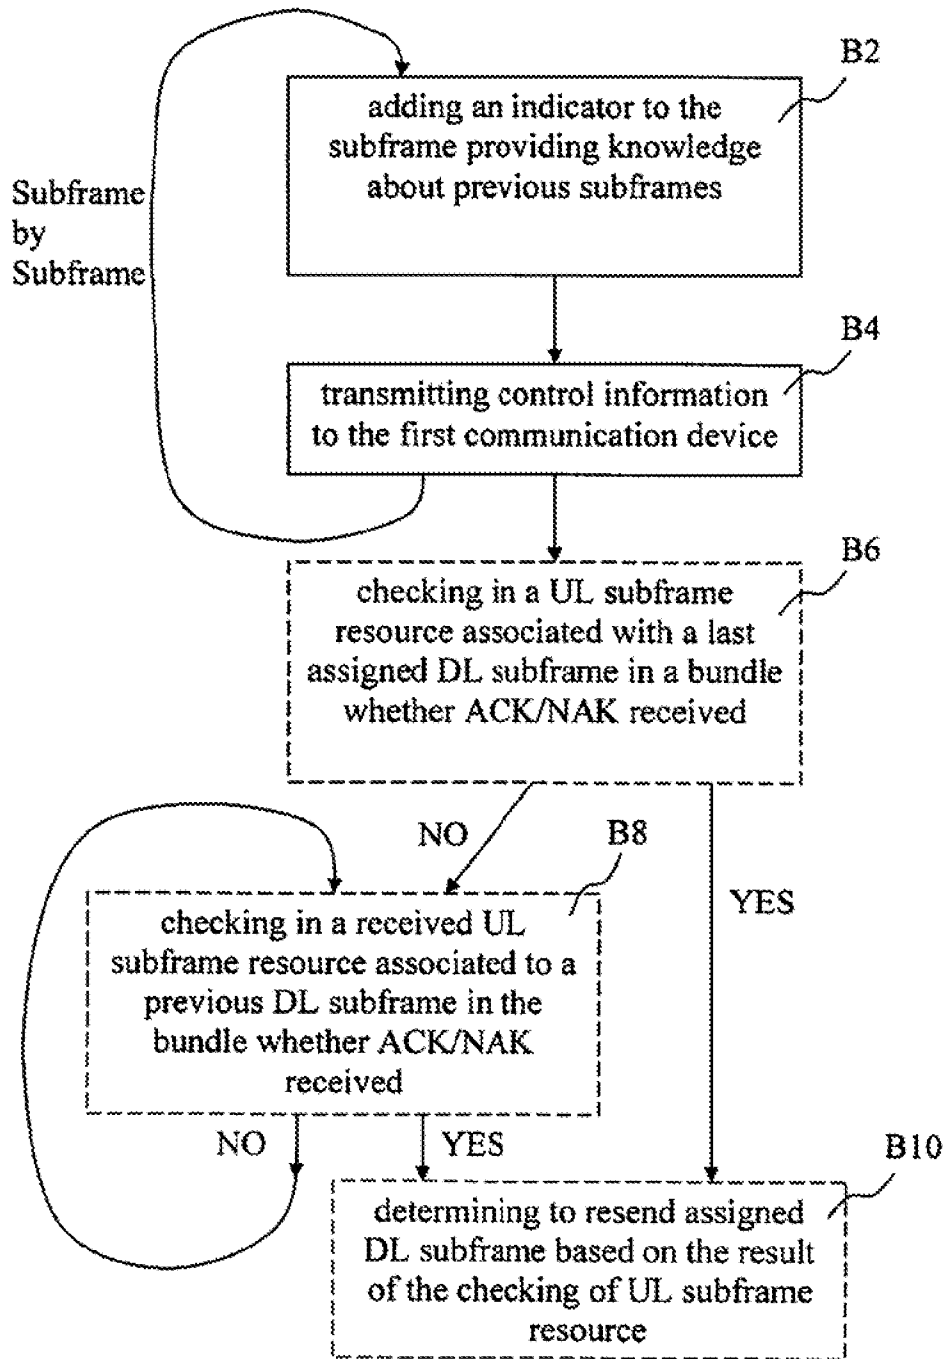 B2
adding an indicator to the
subframe providing knowledge
about previous subframes
Subframe
by
Subframe
B4
transmitting control information
to the first communication device
B6
checking in a UL subframe
resource associated with a last
assigned DL subframe in a bundle
whether ACK/NAK received
NO
YES
B8
checking in a received UL
subframe resource associated to a
previous DL subframe in the
bundle whether ACK/NAK
received
NO
YES
B10
determining to resend assigned
DL subframe based on the result
of the checking of UL subframe
resource